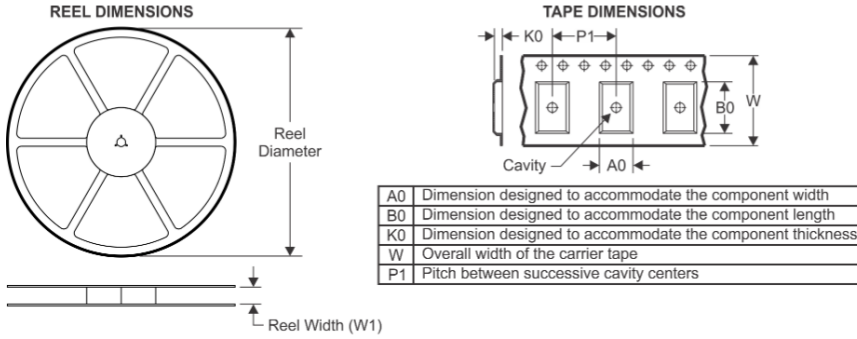 REEL DIMENSIONS
Reel
Diameter
Reel Width (W1)
TAPE DIMENSIONS
K0
P1
B0
W
Cavity
A0
A0 Dimension designed to accommodate the component width
B0 Dimension designed to accommodate the component length
K0 Dimension designed to accommodate the component thickness
W Overall width of the carrier tape
P1 Pitch between successive cavity centers